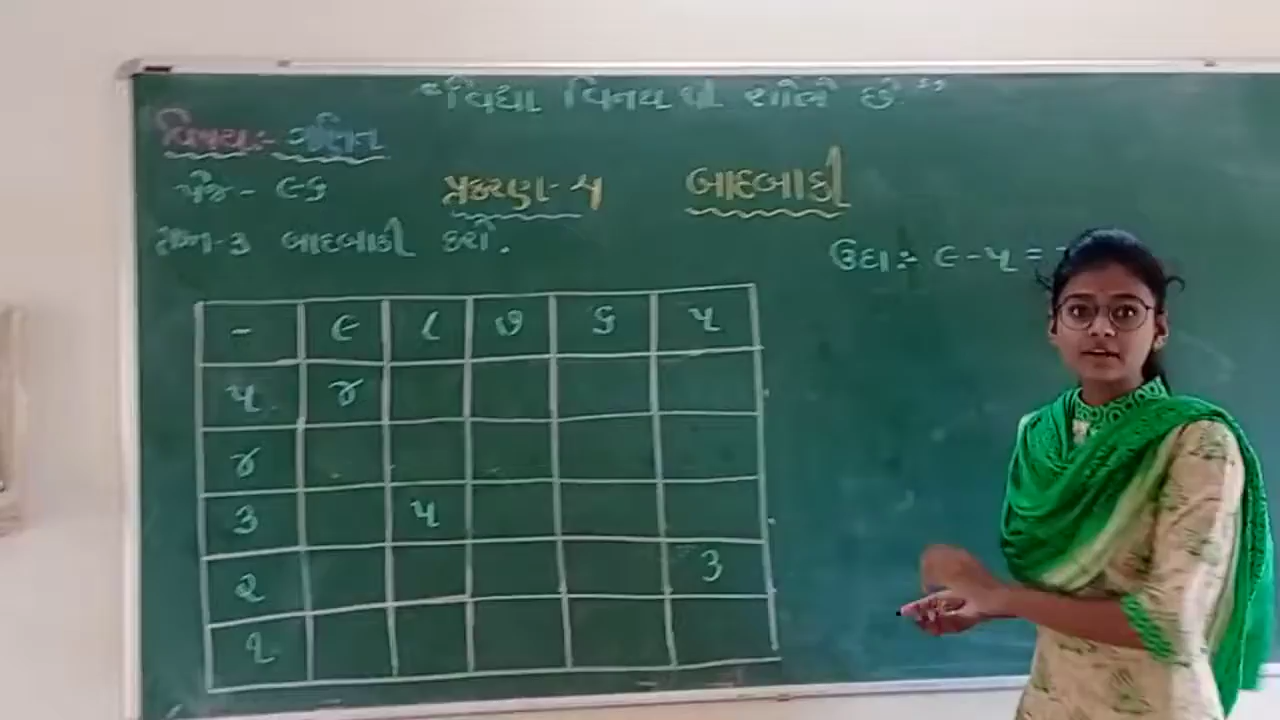 “વિદ્યા વિનય થી શોભે છે”
વિષય:- ગણિત
પેજ - ૯૬
પ્રકરણ - ૫
બાદબાકી
રકમ-૩ બાદબાકી કરો.
ઉદા:- ૯-૫ =
- ૯ ૮ ૭ ૬ ૫
૫ ૪
૪
૩ ૫
૨ ૩
૧